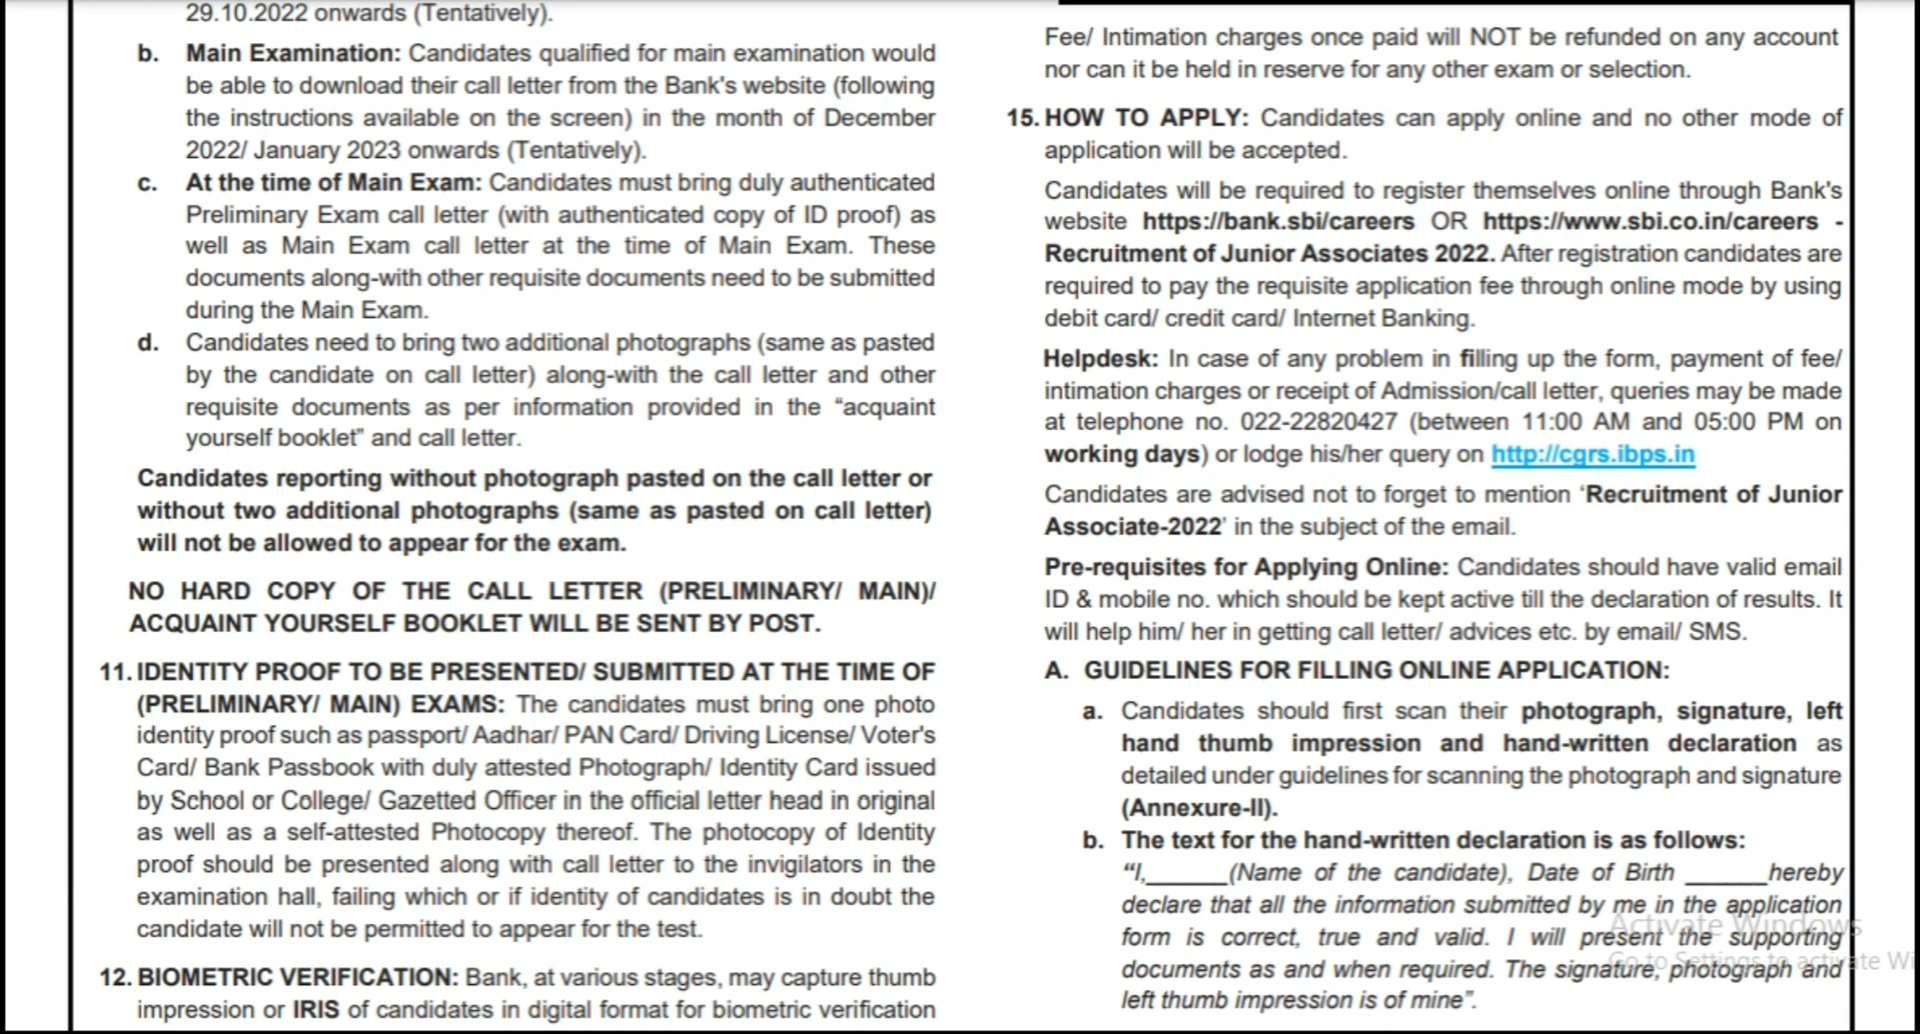 29.10.2022 onwards (Tentatively).
b. Main Examination: Candidates qualified for main examination would
be able to download their call letter from the Bank's website (following
the instructions available on the screen) in the month of December
2022/ January 2023 onwards (Tentatively).
c. At the time of Main Exam: Candidates must bring duly authenticated
Preliminary Exam call letter (with authenticated copy of ID proof) as
well as Main Exam call letter at the time of Main Exam. These
documents along-with other requisite documents need to be submitted
during the Main Exam.
d. Candidates need to bring two additional photographs (same as pasted
by the candidate on call letter) along-with the call letter and other
requisite documents as per information provided in the “acquaint
yourself booklet” and call letter.
Candidates reporting without photograph pasted on the call letter or
without two additional photographs (same as pasted on call letter)
will not be allowed to appear for the exam.
NO HARD COPY OF THE CALL LETTER (PRELIMINARY/ MAIN)/
ACQUAINT YOURSELF BOOKLET WILL BE SENT BY POST.
11. IDENTITY PROOF TO BE PRESENTED/ SUBMITTED AT THE TIME OF
(PRELIMINARY/ MAIN) EXAMS: The candidates must bring one photo
identity proof such as passport/ Aadhar/ PAN Card/ Driving License/ Voter's
Card/ Bank Passbook with duly attested Photograph/ Identity Card issued
by School or College/ Gazetted Officer in the official letter head in original
as well as a self-attested Photocopy thereof. The photocopy of Identity
proof should be presented along with call letter to the invigilators in the
examination hall, failing which or if identity of candidates is in doubt the
candidate will not be permitted to appear for the test.
12. BIOMETRIC VERIFICATION: Bank, at various stages, may capture thumb
impression or IRIS of candidates in digital format for biometric verification
Fee/ Intimation charges once paid will NOT be refunded on any account
nor can it be held in reserve for any other exam or selection.
15. HOW TO APPLY: Candidates can apply online and no other mode of
application will be accepted.
Candidates will be required to register themselves online through Bank's
website https://bank.sbi/careers OR https://www.sbi.co.in/careers -
Recruitment of Junior Associates 2022. After registration candidates are
required to pay the requisite application fee through online mode by using
debit card/ credit card/ Internet Banking.
Helpdesk: In case of any problem in filling up the form, payment of fee/
intimation charges or receipt of Admission/call letter, queries may be made
at telephone no. 022-22820427 (between 11:00 AM and 05:00 PM on
working days) or lodge his/her query on http://cgrs.ibps.in
Candidates are advised not to forget to mention ‘Recruitment of Junior
Associate-2022’ in the subject of the email.
Pre-requisites for Applying Online: Candidates should have valid email
ID & mobile no. which should be kept active till the declaration of results. It
will help him/ her in getting call letter/ advices etc. by email/ SMS.
A. GUIDELINES FOR FILLING ONLINE APPLICATION:
a. Candidates should first scan their photograph, signature, left
hand thumb impression and hand-written declaration as
detailed under guidelines for scanning the photograph and signature
(Annexure-II).
b. The text for the hand-written declaration is as follows:
“I,______(Name of the candidate), Date of Birth ______hereby
declare that all the information submitted by me in the application
form is correct, true and valid. I will present the supporting
documents as and when required. The signature, photograph and
left thumb impression is of mine”.
Activate Windows
Go to Settings to activate Wi